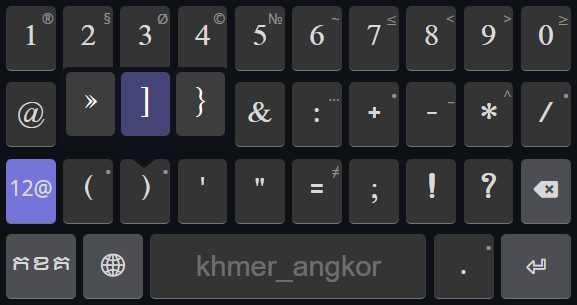 1 ® 2 § 3 Ø 4 © 5 № 6 ~ 7 ≤ 8 < 9 > 0 ≥
@ » ] } & : … + • - _ * ^ / •
12@ ( • ) • ' " = ≠ ; ! ?
កខគ khmer_angkor . •